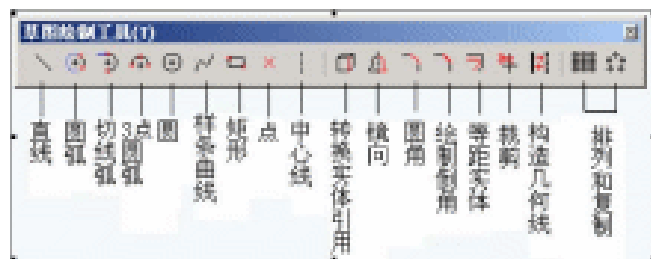 草图绘制工具(T)
直线
圆弧
切线弧
3点圆弧
圆
样条曲线
矩形
点
中心线
转换实体引用
镜向
圆角
绘制倒角
等距实体
裁剪
构造几何线
排列和复制